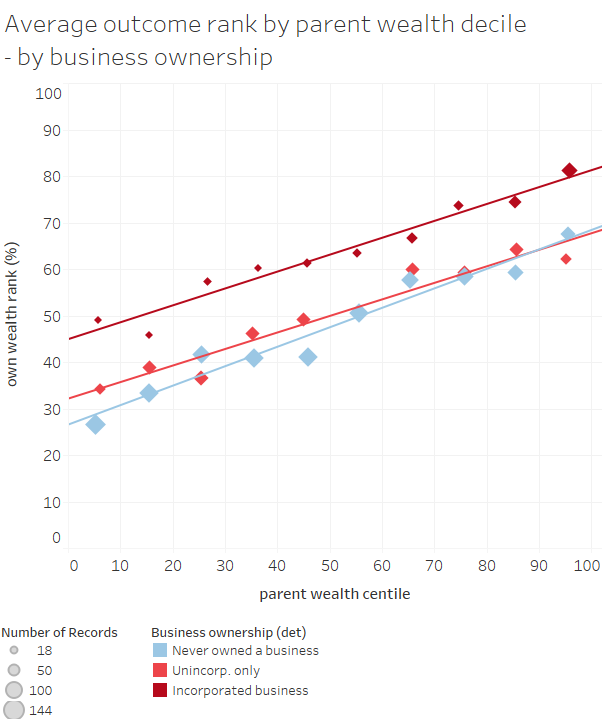 Average outcome rank by parent wealth decile
- by business ownership
100
90
80
70
60
50
40
30
20
10
0
own wealth rank (%)
0 10 20 30 40 50 60 70 80 90 100
parent wealth centile
Number of Records
18
50
100
144
Business ownership (det)
Never owned a business
Unincorp. only
Incorporated business